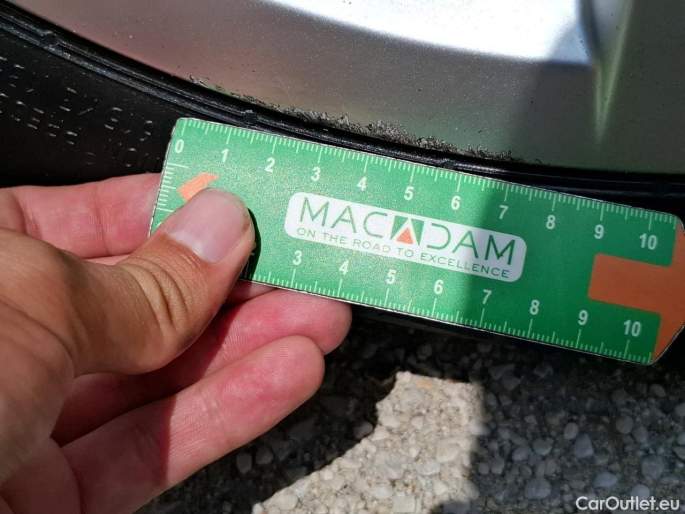 0 1 2 3 4 5 6 7 8 9 10
MACADAM
ON THE ROAD TO EXCELLENCE
3 4 5 6 7 8 9 10
CarOutlet.eu